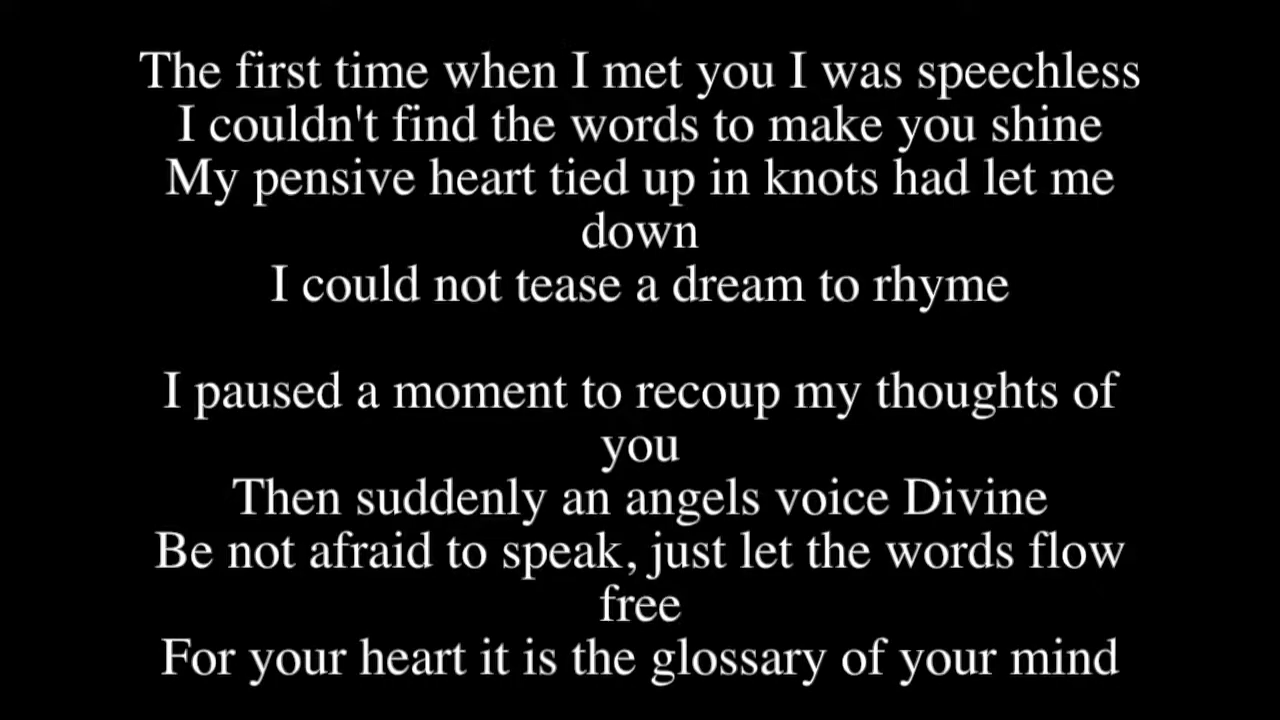 The first time when I met you I was speechless
I couldn't find the words to make you shine
My pensive heart tied up in knots had let me
down
I could not tease a dream to rhyme
I paused a moment to recoup my thoughts of
you
Then suddenly an angels voice Divine
Be not afraid to speak, just let the words flow
free
For your heart it is the glossary of your mind